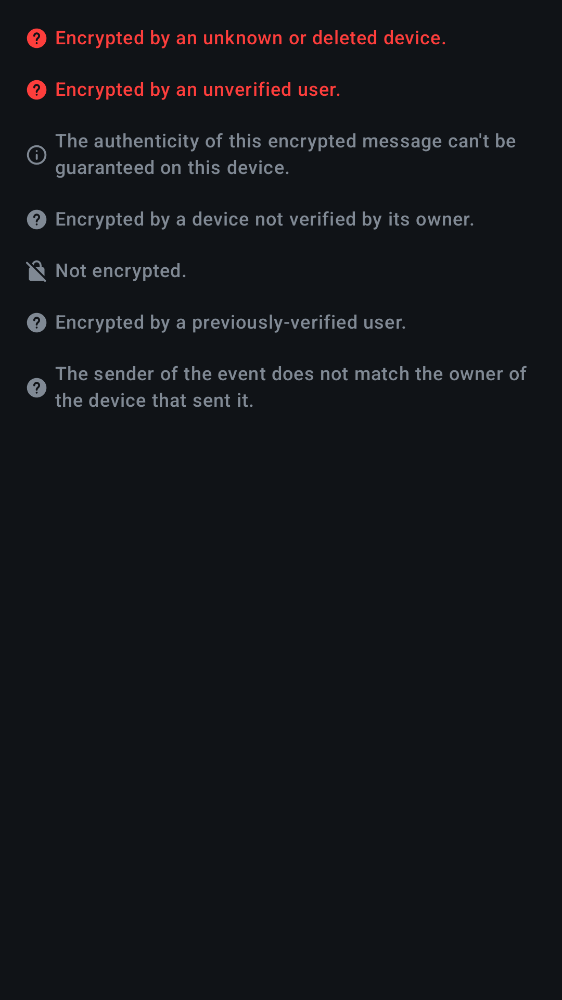 Encrypted by an unknown or deleted device.
Encrypted by an unverified user.
The authenticity of this encrypted message can't be
guaranteed on this device.
Encrypted by a device not verified by its owner.
Not encrypted.
Encrypted by a previously-verified user.
The sender of the event does not match the owner of
the device that sent it.